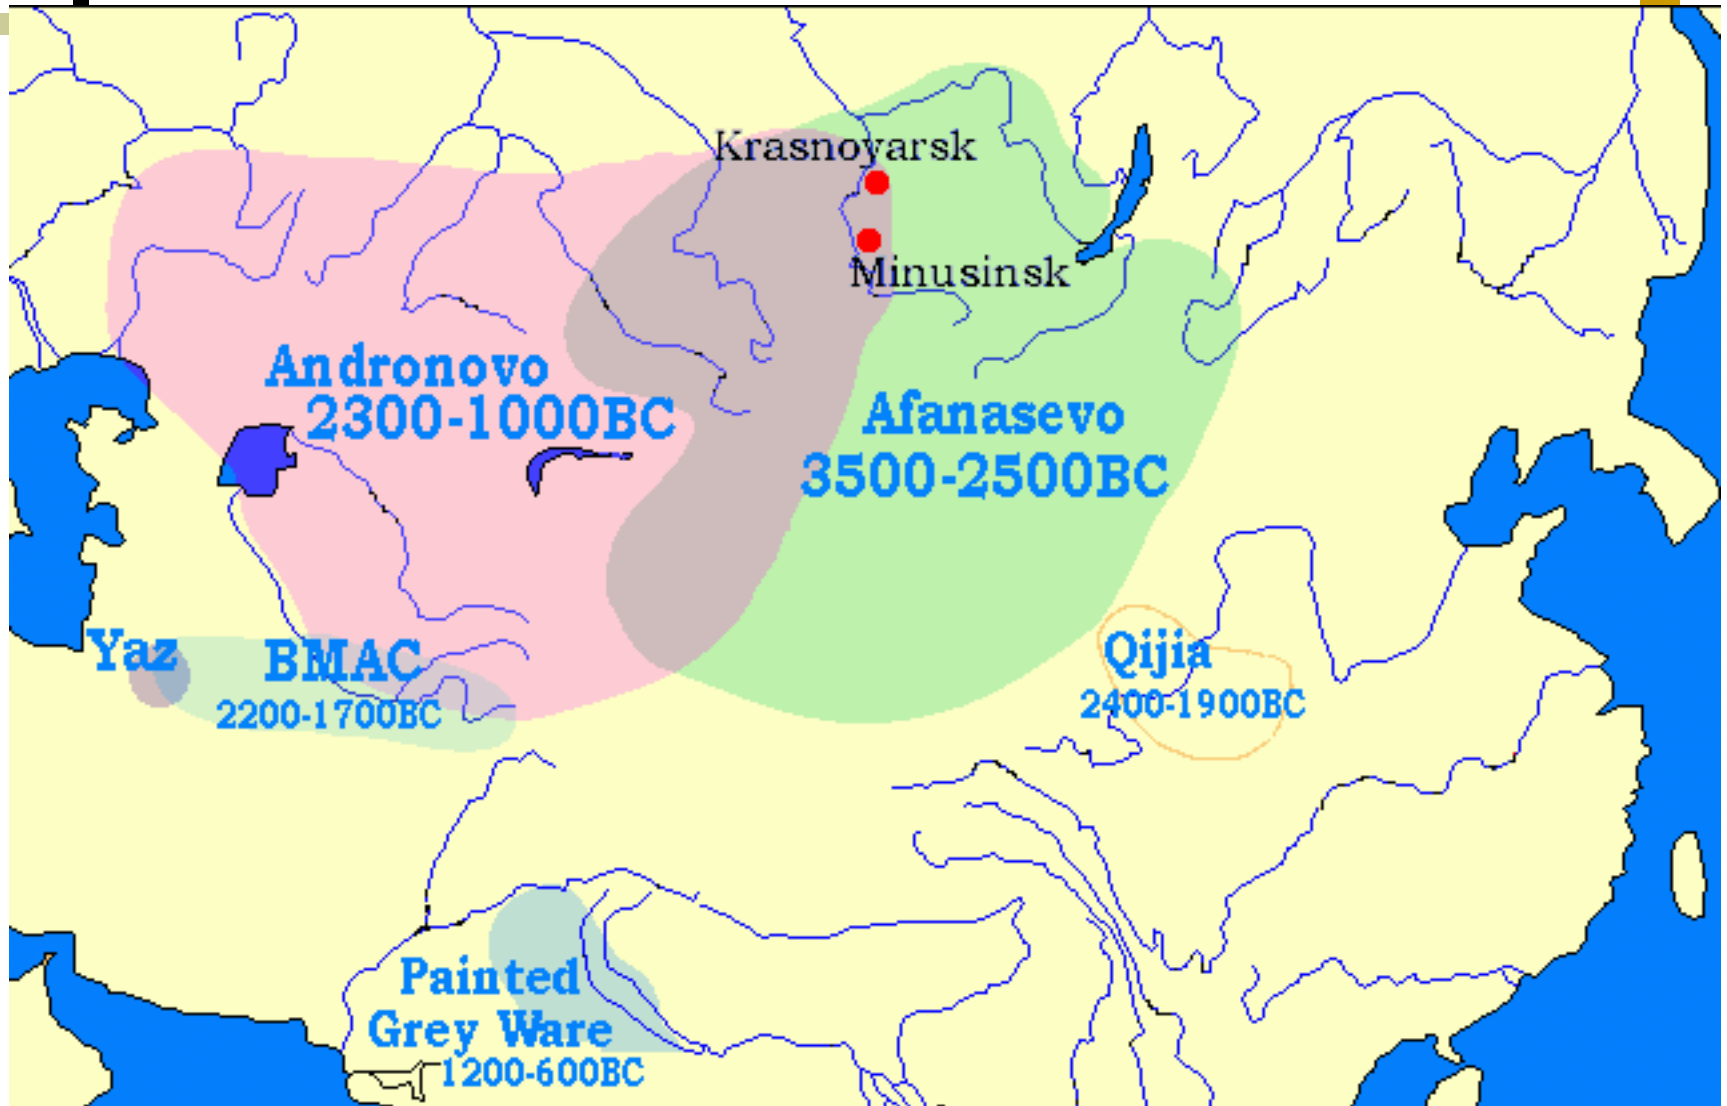 Krasnoyarsk
Minusinsk
Andronovo
2300-1000BC
Afanasevo
3500-2500BC
Yaz
BMAC
2200-1700BC
Qijia
2400-1900BC
Painted
Grey Ware
1200-600BC